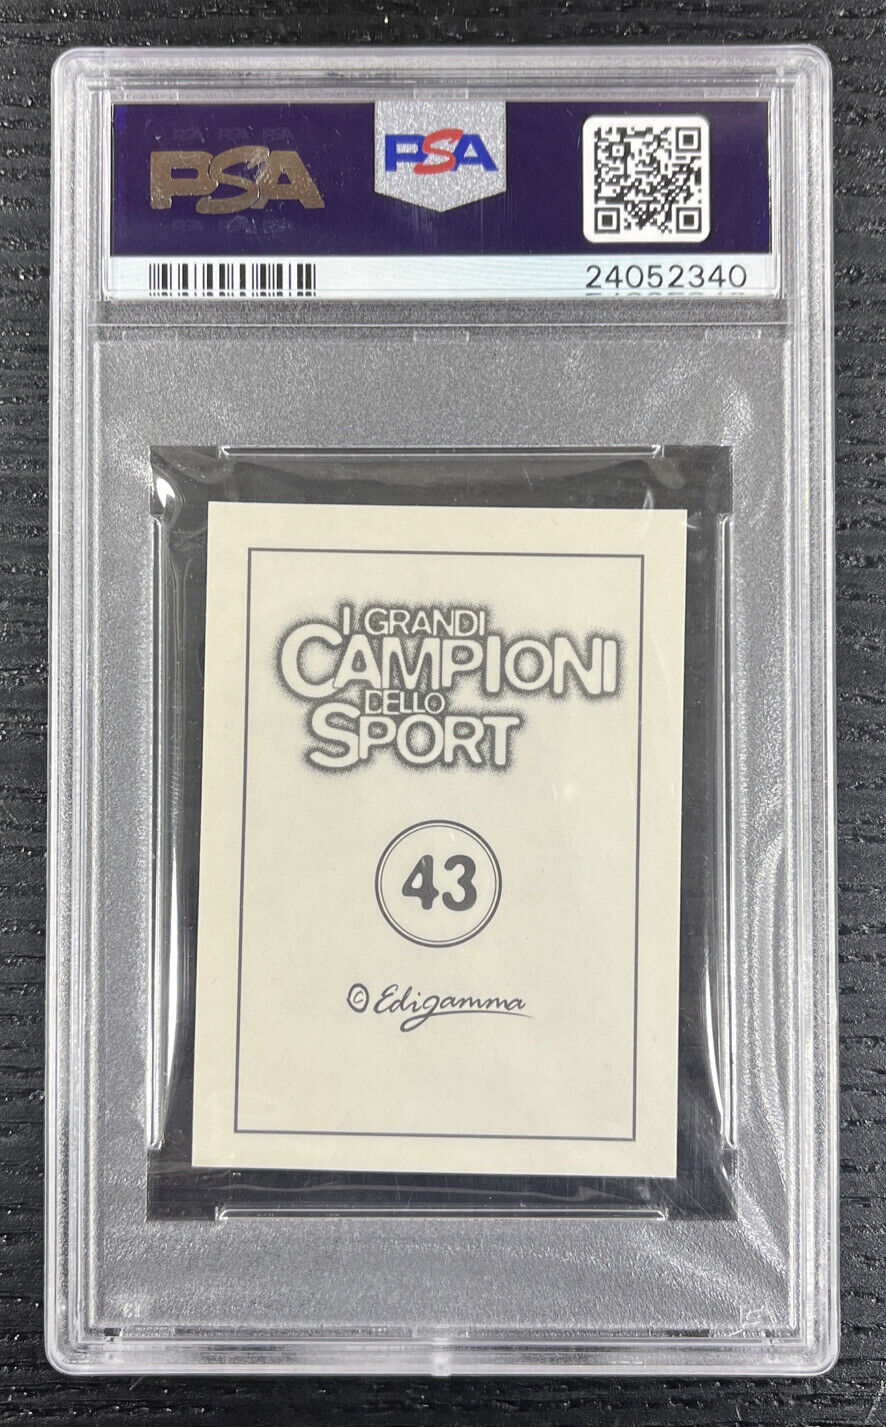 PSA
PSA
24052340
I GRANDI
CAMPIONI
DELLO
SPORT
43
© Edigamma